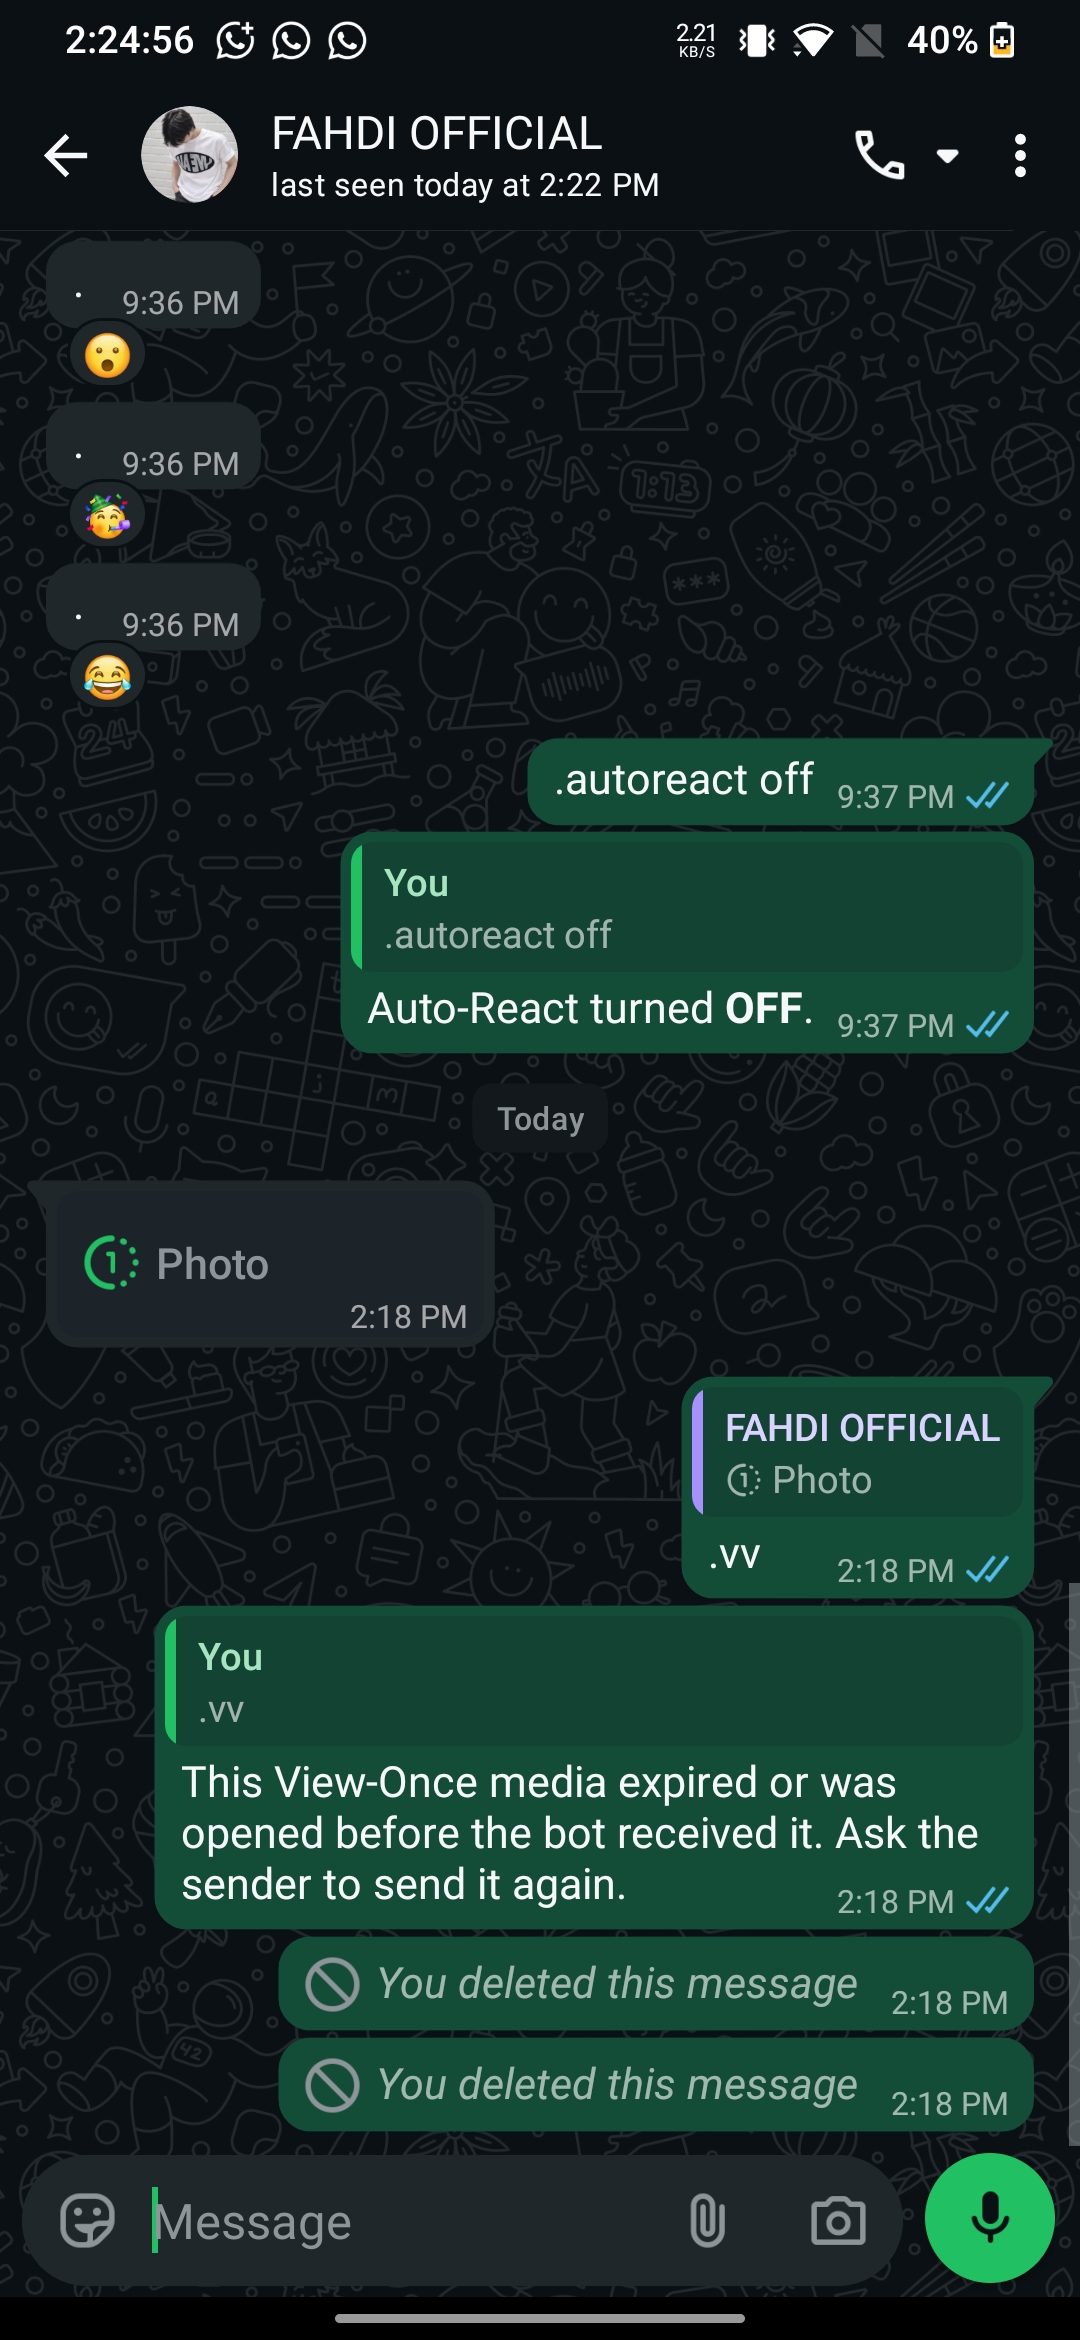 2:24:56
2.21
KB/S
40%
FAHDI OFFICIAL
last seen today at 2:22 PM
. 9:36 PM
. 9:36 PM
. 9:36 PM
.autoreact off 9:37 PM
You
.autoreact off
Auto-React turned OFF. 9:37 PM
Today
1 Photo
2:18 PM
FAHDI OFFICIAL
1 Photo
.vv 2:18 PM
You
.vv
This View-Once media expired or was
opened before the bot received it. Ask the
sender to send it again. 2:18 PM
You deleted this message 2:18 PM
You deleted this message 2:18 PM
Message